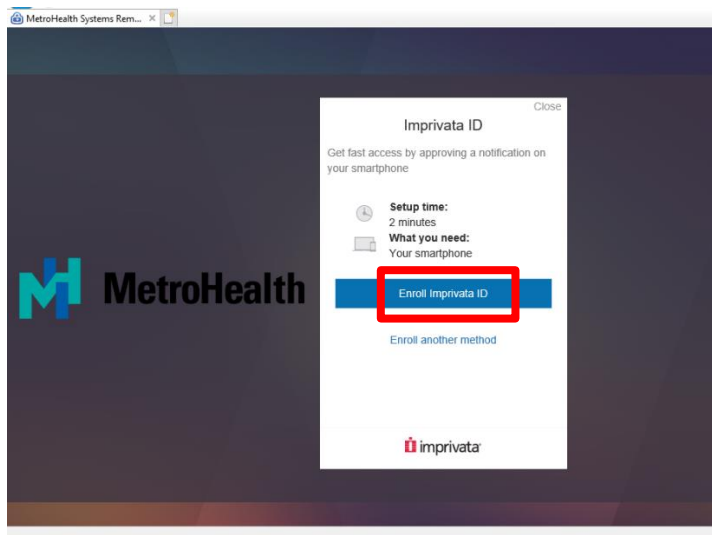 MetroHealth Systems Rem...
Close
Imprivata ID
Get fast access by approving a notification on
your smartphone
Setup time:
2 minutes
What you need:
Your smartphone
MetroHealth
Enroll Imprivata ID
Enroll another method
imprivata